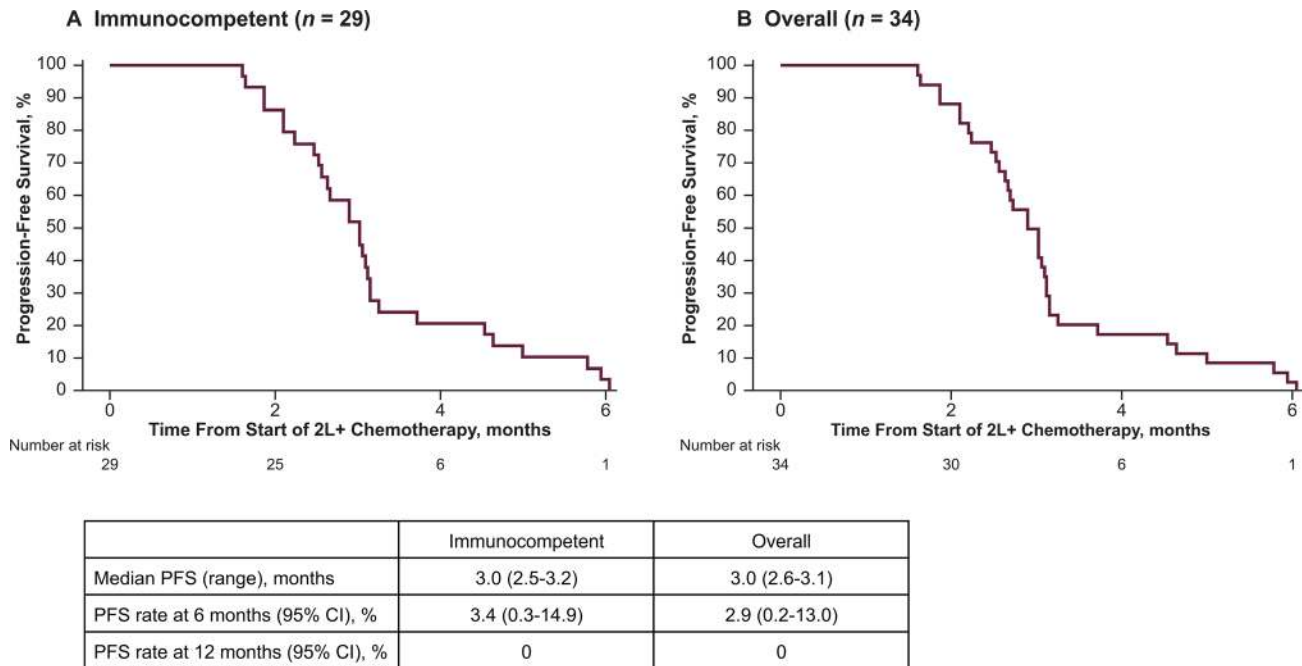 A Immunocompetent (n = 29)
100
90
80
70
60
50
40
30
20
10
0
Progression-Free Survival, %
0 2 4 6
Time From Start of 2L+ Chemotherapy, months
Number at risk
29 25 6 1
B Overall (n = 34)
100
90
80
70
60
50
40
30
20
10
0
Progression-Free Survival, %
0 2 4 6
Time From Start of 2L+ Chemotherapy, months
Number at risk
34 30 6 1
Immunocompetent Overall
Median PFS (range), months 3.0 (2.5-3.2) 3.0 (2.6-3.1)
PFS rate at 6 months (95% CI), % 3.4 (0.3-14.9) 2.9 (0.2-13.0)
PFS rate at 12 months (95% CI), % 0 0